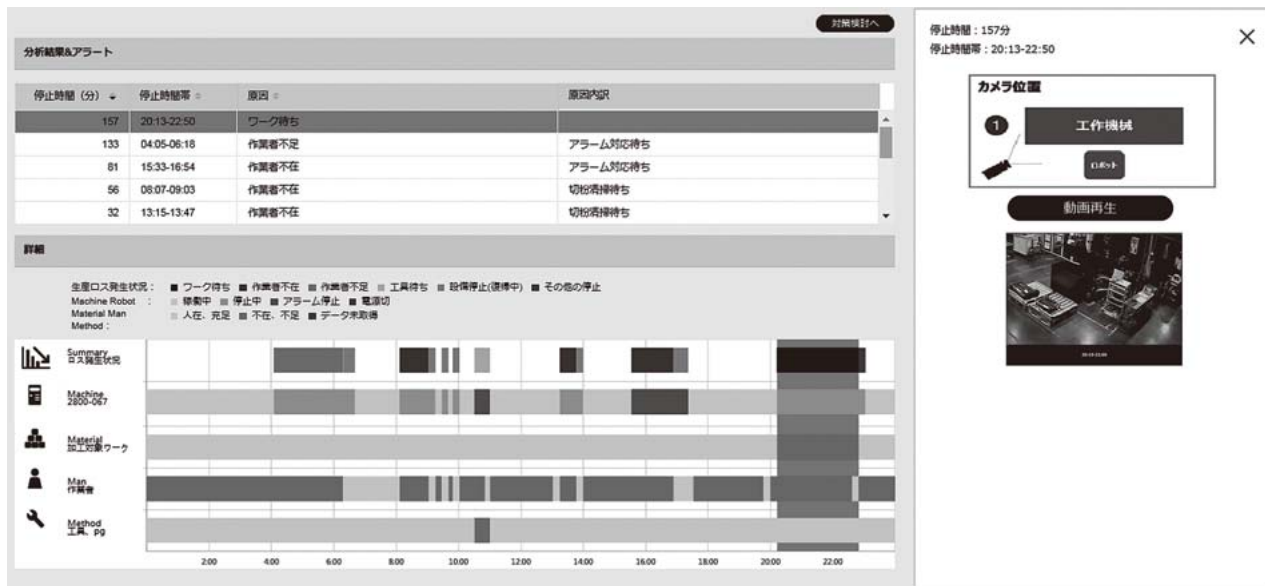 対策検討へ
分析結果&アラート
停止時間（分） 停止時間帯 原因 原因内訳
157 20:13-22:50 ワーク待ち
133 04:05-06:18 作業者不足 アラーム対応待ち
81 15:33-16:54 作業者不在 アラーム対応待ち
56 08:07-09:03 作業者不在 切粉清掃待ち
32 13:15-13:47 作業者不在 切粉清掃待ち
詳細
生産ロス発生状況： ワーク待ち 作業者不在 作業者不足 工具待ち 設備停止(復帰中) その他の停止
Machine Robot ： 稼働中 停止中 アラーム停止 電源切
Material Man 人在、充足 不在、不足 データ未取得
Method：
Summary
ロス発生状況
Machine
2800-067
Material
加工対象ワーク
Man
作業者
Method
工具、pg
2:00 4:00 6:00 8:00 10:00 12:00 14:00 16:00 18:00 20:00 22:00
停止時間：157分
停止時間帯：20:13-22:50
カメラ位置
1 工作機械
ロボット
動画再生